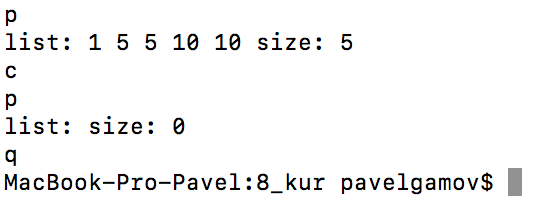 p
list: 1 5 5 10 10 size: 5
c
p
list: size: 0
q
MacBook-Pro-Pavel:8_kur pavelgamov$